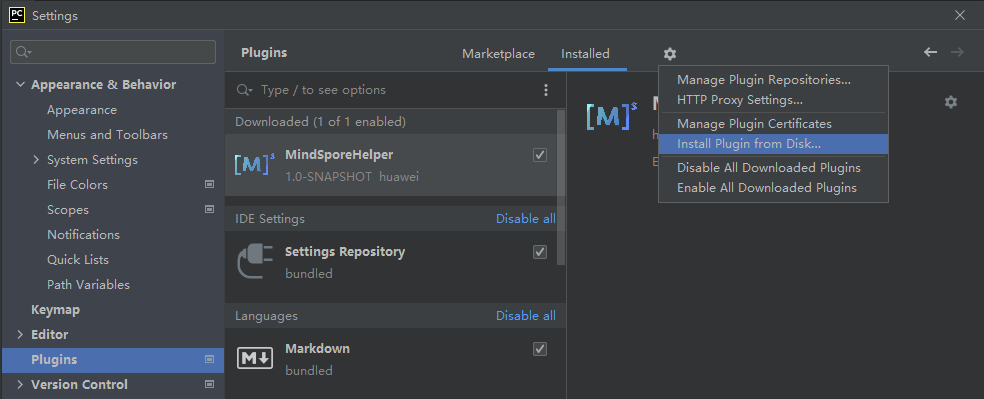 PC Settings
Appearance & Behavior
Appearance
Menus and Toolbars
System Settings
File Colors
Scopes
Notifications
Quick Lists
Path Variables
Keymap
Editor
Plugins
Version Control
Plugins
Marketplace
Installed
Type / to see options
Downloaded (1 of 1 enabled)
[M]s MindSporeHelper
1.0-SNAPSHOT huawei
IDE Settings Disable all
Settings Repository
bundled
Languages Disable all
M Markdown
bundled
[M]s
Manage Plugin Repositories...
HTTP Proxy Settings...
Manage Plugin Certificates
Install Plugin from Disk...
Disable All Downloaded Plugins
Enable All Downloaded Plugins